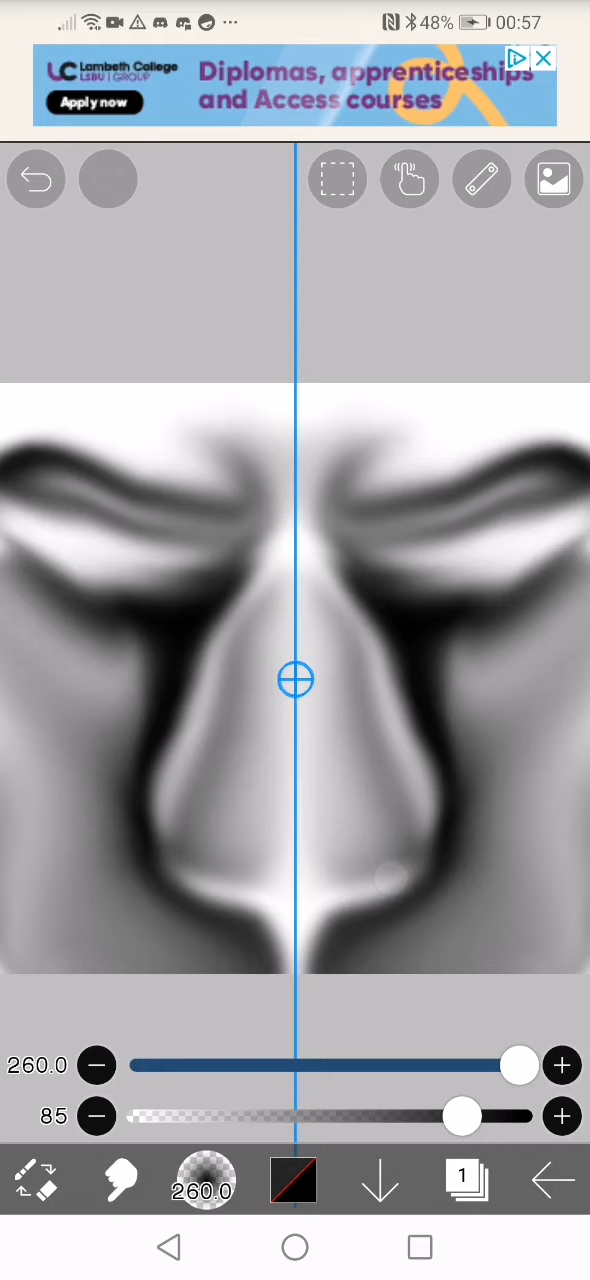 48% 00:57
Lambeth College
LSBU | GROUP
Apply now
Diplomas, apprenticeships
and Access courses
260.0
85
260.0
1